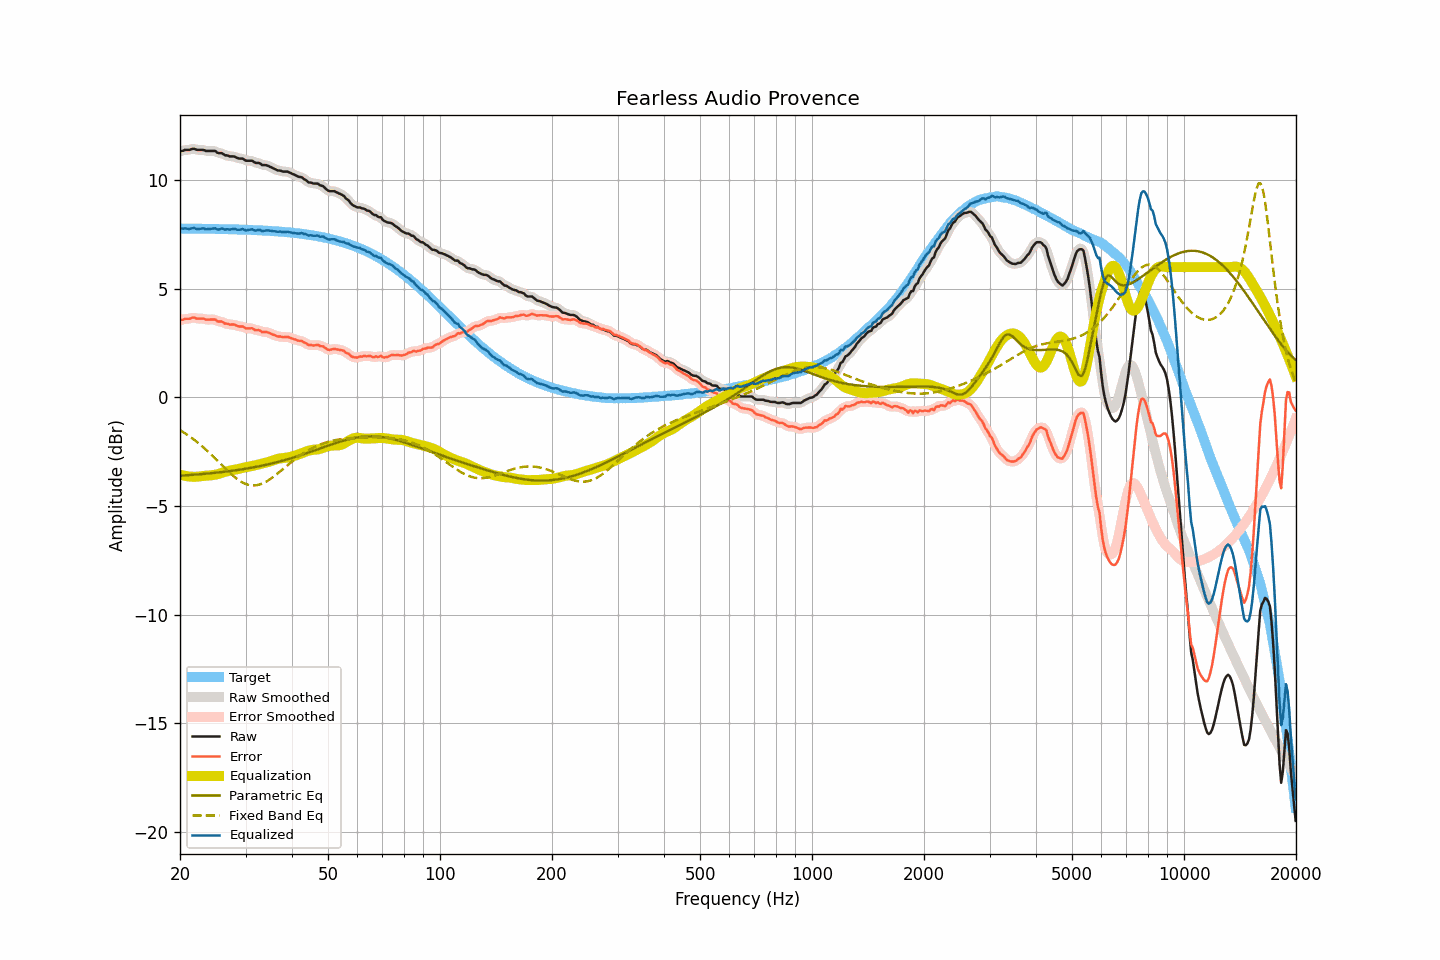 Fearless Audio Provence
Amplitude (dBr)
10
5
0
−5
−10
−15
−20
Target
Raw Smoothed
Error Smoothed
Raw
Error
Equalization
Parametric Eq
Fixed Band Eq
Equalized
20 50 100 200 500 1000 2000 5000 10000 20000
Frequency (Hz)